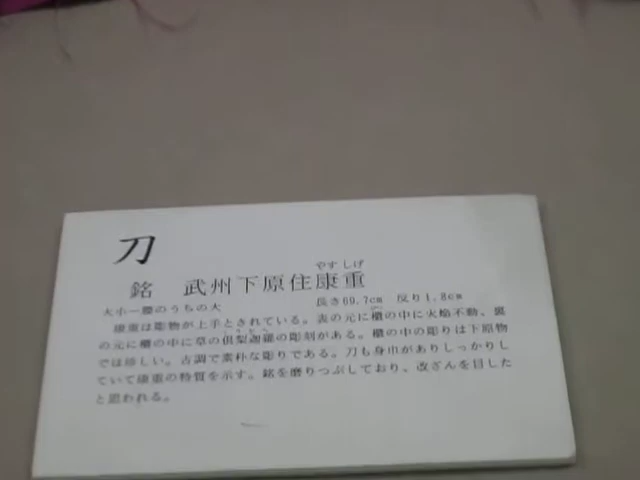 刀
やすしげ
銘 武州下原住康重
大小一腰のうちの大 長さ69.7cm 反り1.8cm
康重は彫物が上手とされている。表の元に櫃の中に火焔不動、裏
の元に櫃の中に草の倶梨迦羅の彫刻がある。櫃の中の彫りは下原物
では珍しい。古調で素朴な彫りである。刀も身巾がありしっかりし
ていて康重の特質を示す。銘を磨りつぶしており、改ざんを目した
と思われる。